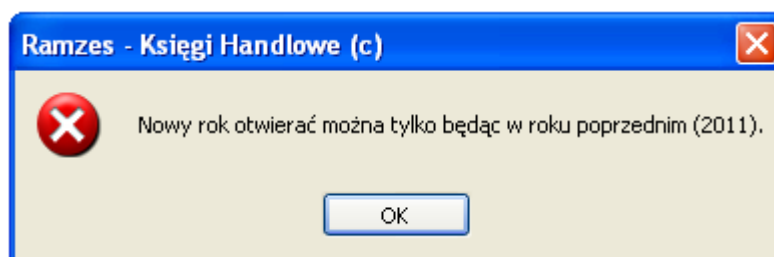 Ramzes - Księgi Handlowe (c)
Nowy rok otwierać można tylko będąc w roku poprzednim (2011).
OK